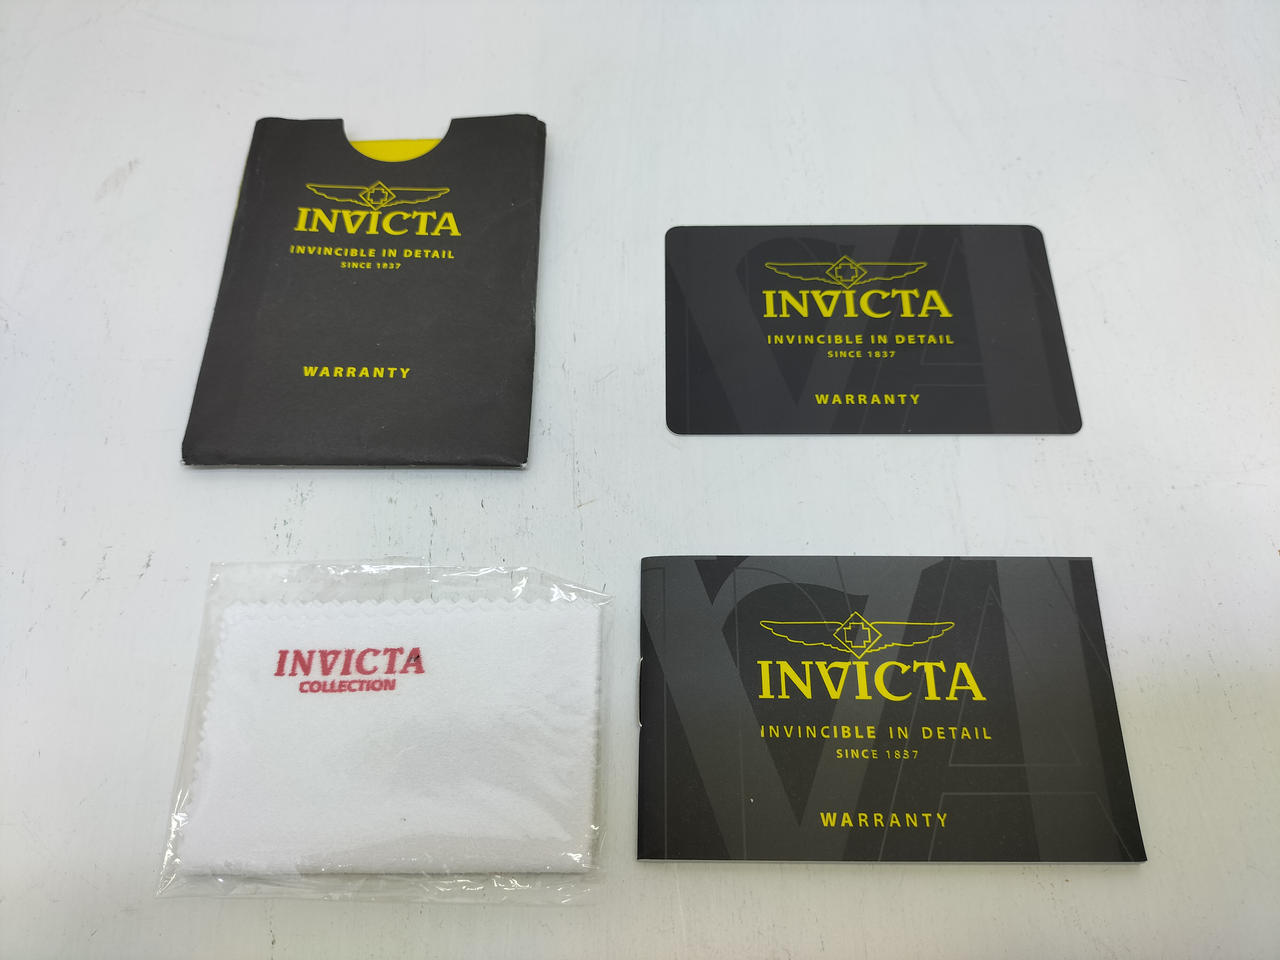 INVICTA
INVINCIBLE IN DETAIL
SINCE 1837
WARRANTY
INVICTA
INVINCIBLE IN DETAIL
SINCE 1837
WARRANTY
INVICTA
COLLECTION
INVICTA
INVINCIBLE IN DETAIL
SINCE 1837
WARRANTY